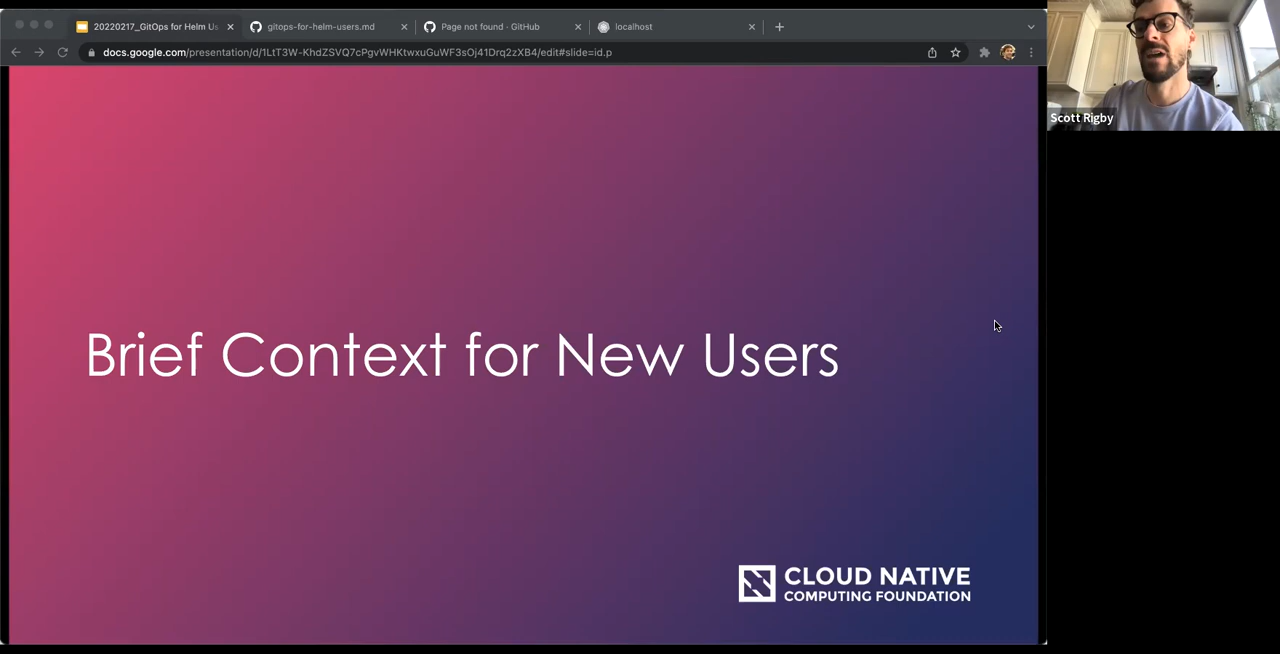 20220217_GitOps for Helm Us
gitops-for-helm-users.md
Page not found · GitHub
localhost
docs.google.com/presentation/d/1LtT3W-KhdZSVQ7cPgvWHKtwxuGuWF3sOj41Drq2zXB4/edit#slide=id.p
Scott Rigby
Brief Context for New Users
CLOUD NATIVE
COMPUTING FOUNDATION